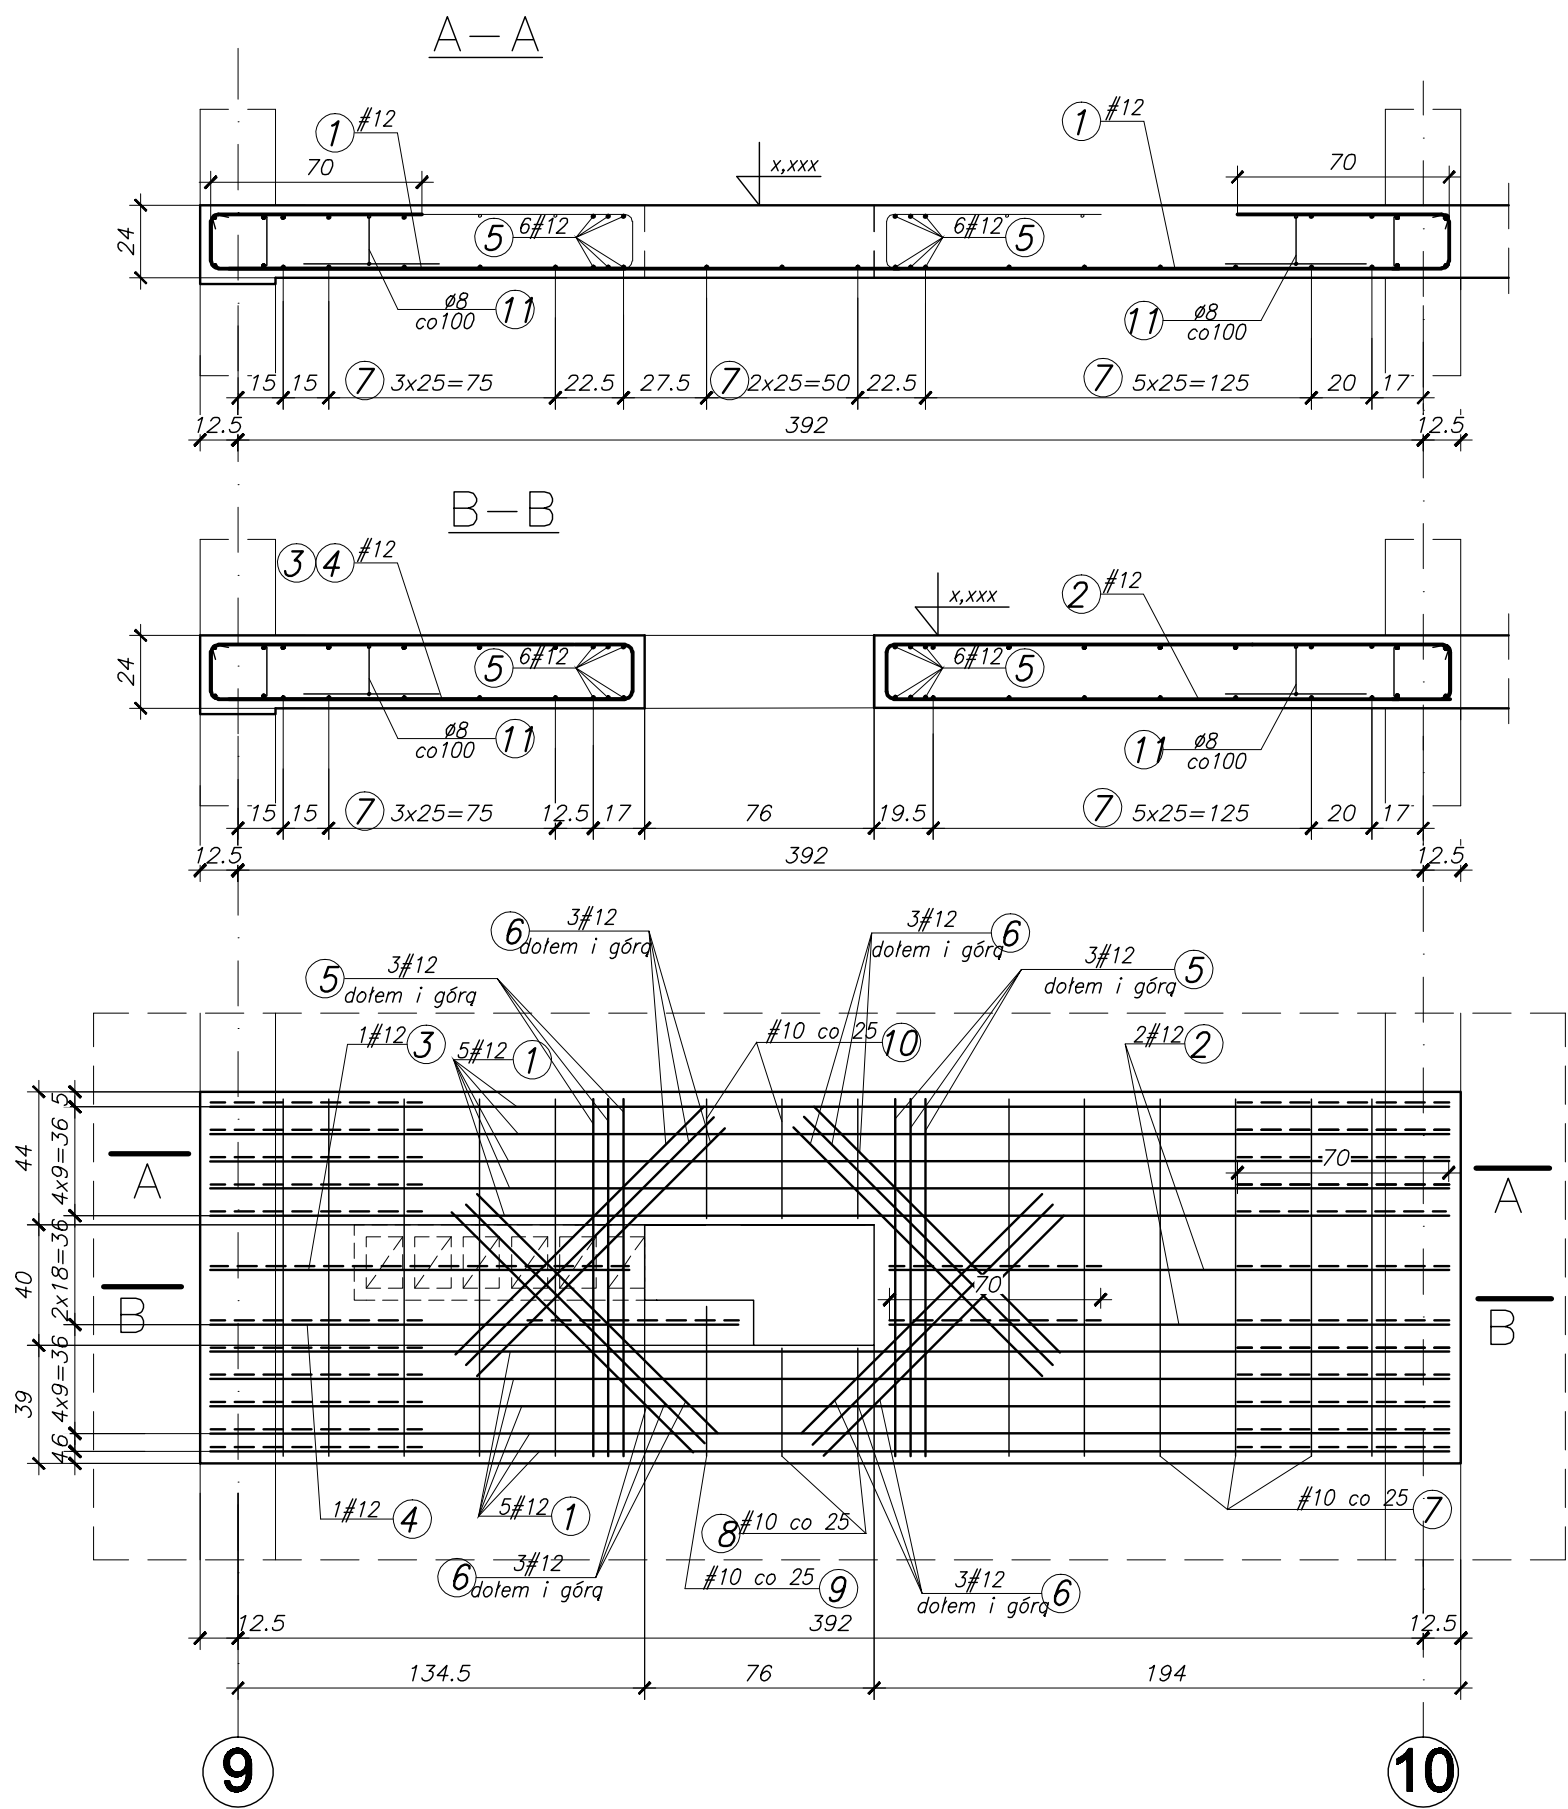 A-A
1 #12
1 #12
70
x,xxx
70
24
5 6#12
6#12 5
ø8
co100 11
11 ø8
co100
15 15 7 3x25=75 22.5 27.5 7 2x25=50 22.5 7 5x25=125 20 17
12.5 392 12.5
B-B
3 4 #12
2 #12
x,xxx
24
5 6#12
6#12 5
ø8
co100 11
11 ø8
co100
15 15 7 3x25=75 12.5 17 76 19.5 7 5x25=125 20 17
12.5 392 12.5
6 3#12
dołem i górą
3#12 6
dołem i górą
5 3#12
dołem i górą
3#12 5
dołem i górą
1#12 3
5#12 1
#10 co 25 10
2#12 2
5
44
4x9=36
A
70
A
40
2x18=36
B
70
B
39
4x9=36
6
4
1#12 4
5#12 1
8 #10 co 25
#10 co 25 7
6 3#12
dołem i górą
#10 co 25 9
3#12 6
dołem i górą
12.5 392 12.5
134.5 76 194
9 10